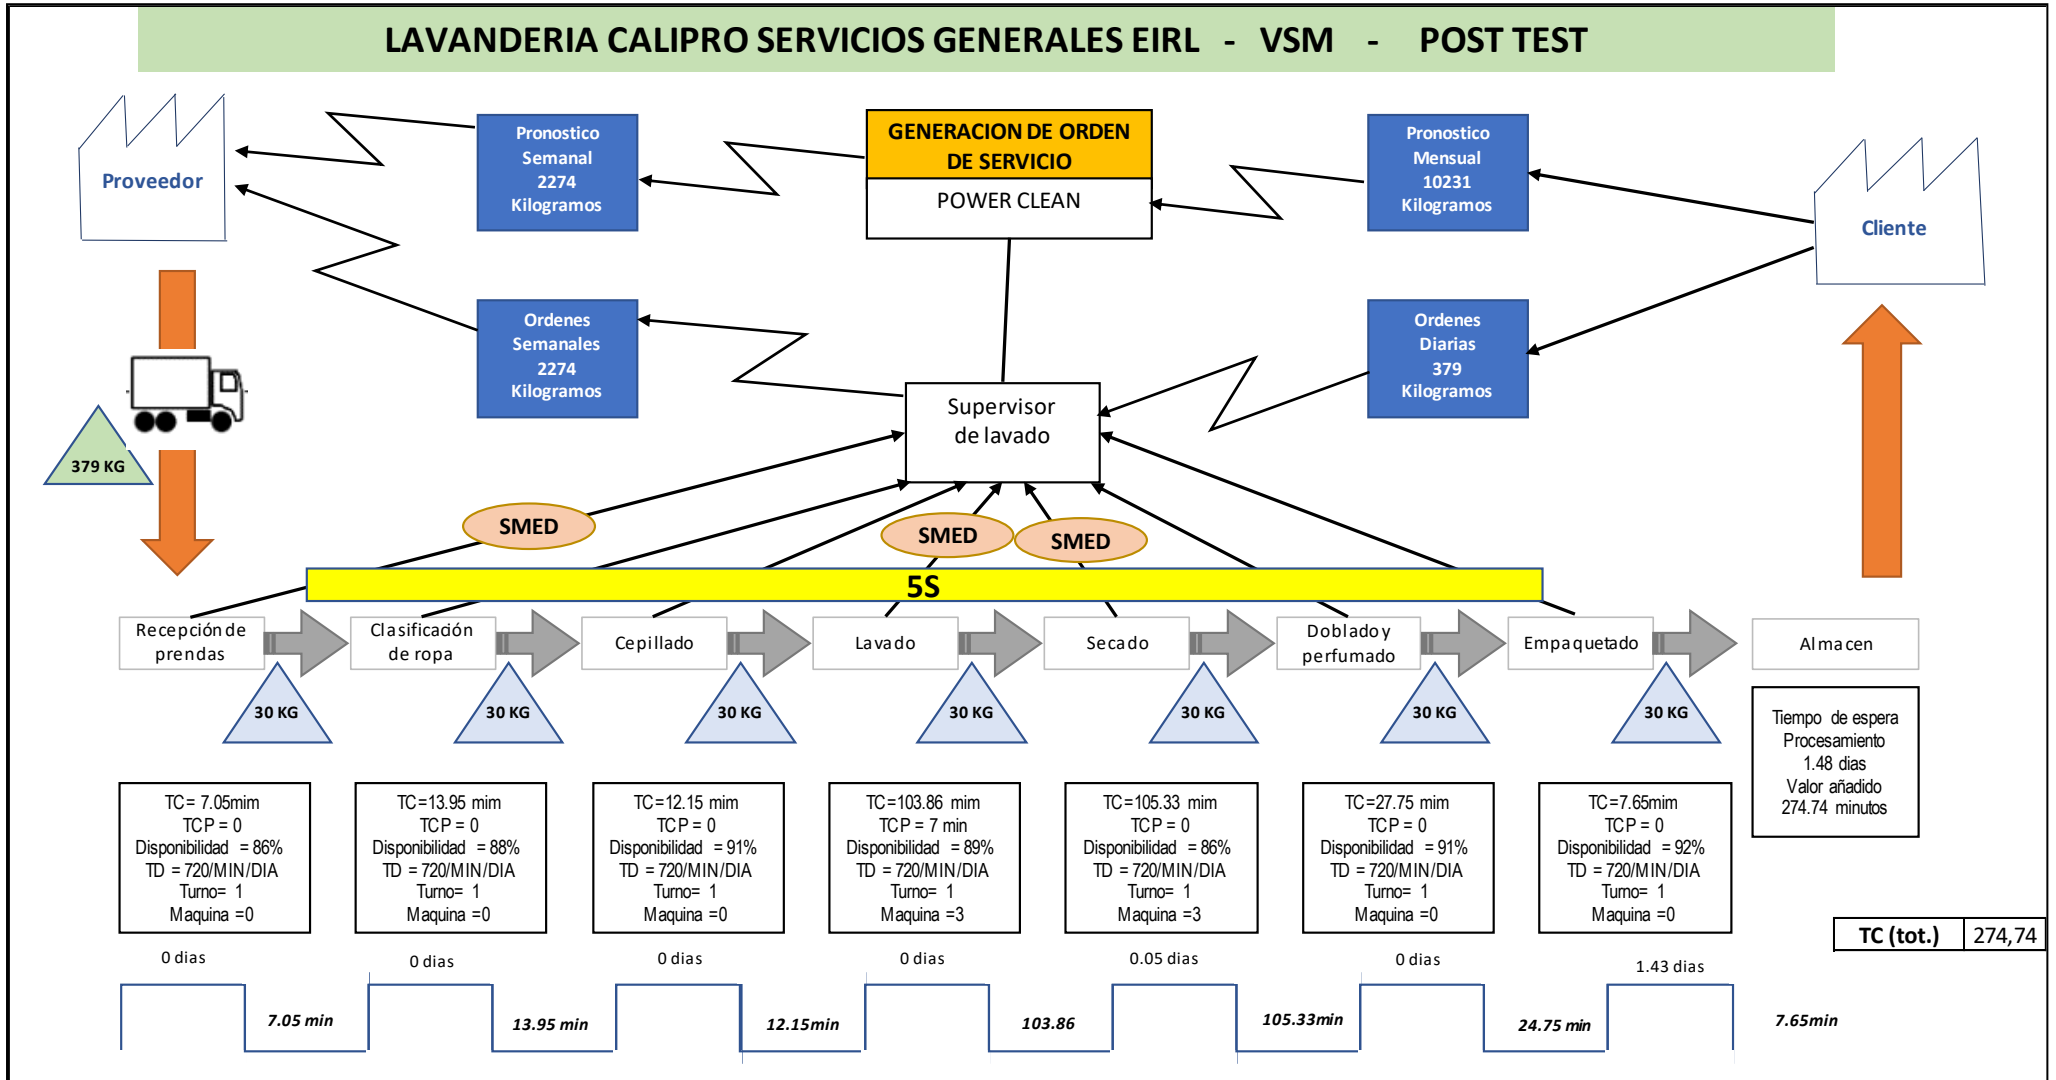 LAVANDERIA CALIPRO SERVICIOS GENERALES EIRL - VSM - POST TEST
Proveedor
Pronostico
Semanal
2274
Kilogramos
GENERACION DE ORDEN
DE SERVICIO
POWER CLEAN
Pronostico
Mensual
10231
Kilogramos
Cliente
Ordenes
Semanales
2274
Kilogramos
Ordenes
Diarias
379
Kilogramos
Supervisor
de lavado
379 KG
SMED
SMED
SMED
5S
Recepción de
prendas
Clasificación
de ropa
Cepillado
Lavado
Secado
Doblado y
perfumado
Empaquetado
Almacen
30 KG
30 KG
30 KG
30 KG
30 KG
30 KG
30 KG
Tiempo de espera
Procesamiento
1.48 dias
Valor añadido
274.74 minutos
TC= 7.05mim
TCP = 0
Disponibilidad = 86%
TD = 720/MIN/DIA
Turno= 1
Maquina =0
TC=13.95 mim
TCP = 0
Disponibilidad = 88%
TD = 720/MIN/DIA
Turno= 1
Maquina =0
TC=12.15 mim
TCP = 0
Disponibilidad = 91%
TD = 720/MIN/DIA
Turno= 1
Maquina =0
TC=103.86 mim
TCP = 7 min
Disponibilidad = 89%
TD = 720/MIN/DIA
Turno= 1
Maquina =3
TC=105.33 mim
TCP = 0
Disponibilidad = 86%
TD = 720/MIN/DIA
Turno= 1
Maquina =3
TC=27.75 mim
TCP = 0
Disponibilidad = 91%
TD = 720/MIN/DIA
Turno= 1
Maquina =0
TC=7.65mim
TCP = 0
Disponibilidad = 92%
TD = 720/MIN/DIA
Turno= 1
Maquina =0
TC (tot.) 274,74
0 dias
0 dias
0 dias
0 dias
0.05 dias
0 dias
1.43 dias
7.05 min
13.95 min
12.15min
103.86
105.33min
24.75 min
7.65min